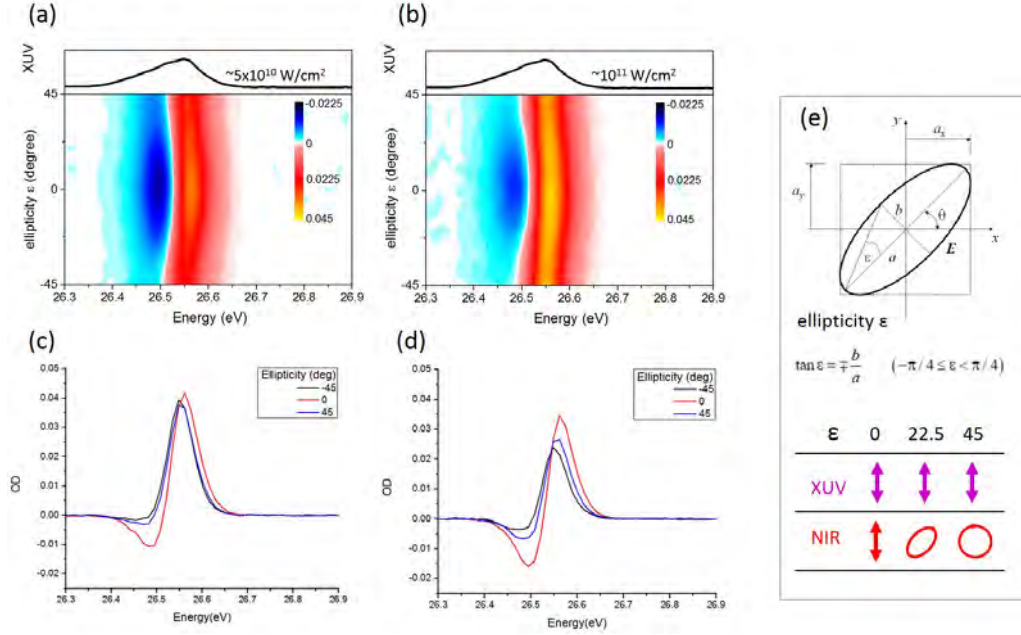 (a)
XUV
~5x10¹⁰ W/cm²
ellipticity ε (degree)
45
0
-45
-0.0225
0
0.0225
0.045
26.3 26.4 26.5 26.6 26.7 26.8 26.9
Energy (eV)
(b)
XUV
~10¹¹ W/cm²
ellipticity ε (degree)
45
0
-45
-0.0225
0
0.0225
0.045
26.3 26.4 26.5 26.6 26.7 26.8 26.9
Energy (eV)
(c)
OD
0.05
0.04
0.03
0.02
0.01
0.00
-0.01
-0.02
Ellipticity (deg)
-45
0
45
26.3 26.4 26.5 26.6 26.7 26.8 26.9
Energy(eV)
(d)
OD
0.05
0.04
0.03
0.02
0.01
0.00
-0.01
-0.02
Ellipticity (deg)
-45
0
45
26.3 26.4 26.5 26.6 26.7 26.8 26.9
Energy(eV)
(e)
y
aₓ
a_y
b
θ
x
ε
a
E
ellipticity ε
tan ε = ∓ b/a (−π/4 ≤ ε < π/4)
ε 0 22.5 45
XUV
NIR